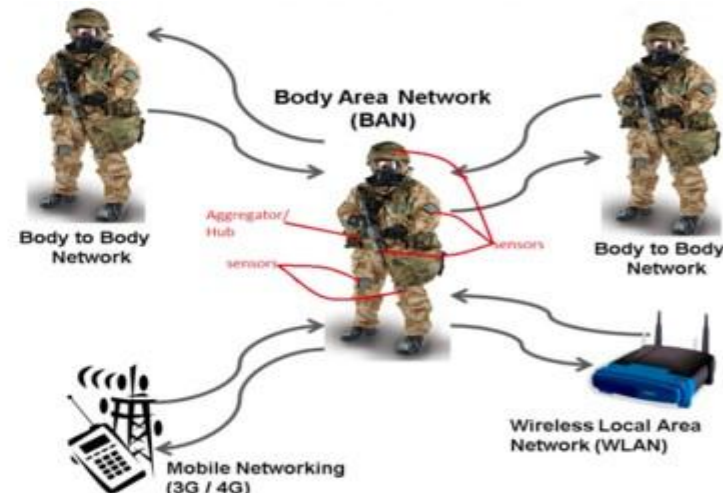 Body Area Network
(BAN)
Aggregator/
Hub
sensors
sensors
Body to Body
Network
Body to Body
Network
Wireless Local Area
Network (WLAN)
Mobile Networking
(3G / 4G)